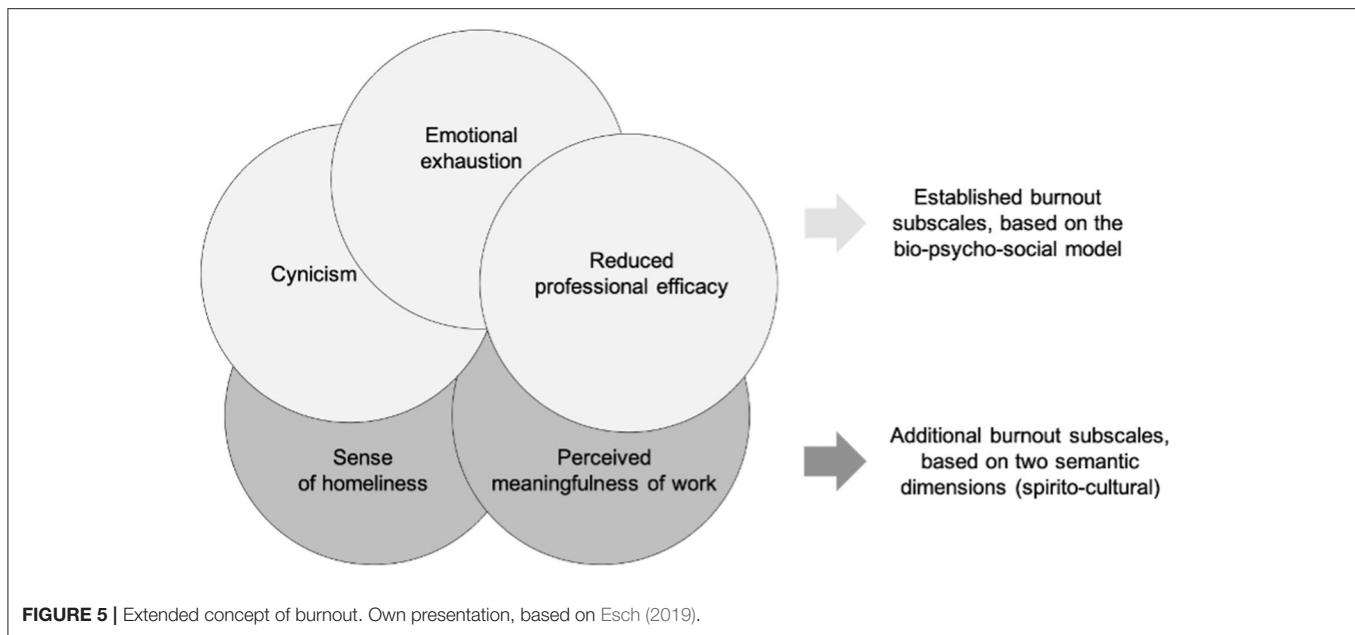 Emotional
exhaustion
Cynicism
Reduced
professional efficacy
Sense
of homeliness
Perceived
meaningfulness of work
Established burnout
subscales, based on the
bio-psycho-social model
Additional burnout subscales,
based on two semantic
dimensions (spirito-cultural)
FIGURE 5 | Extended concept of burnout. Own presentation, based on Esch (2019).